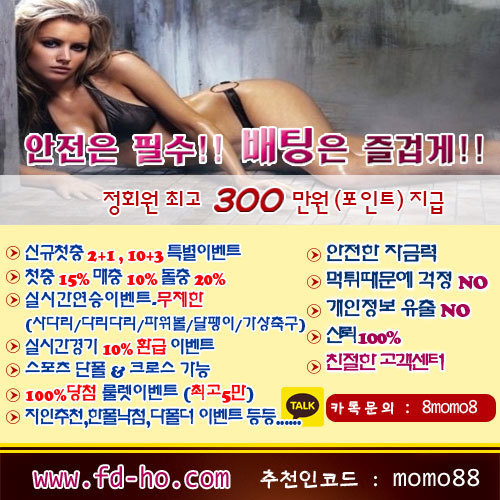 안전은 필수!! 배팅은 즐겁게!!
정회원 최고 300 만원 (포인트) 지급
신규첫충 2+1 , 10+3 특별이벤트
첫충 15% 매충 10% 돌충 20%
실시간연승이벤트-무제한
(사다리/다리다리/파워볼/달팽이/가상축구)
실시간경기 10% 환급 이벤트
스포츠 단폴 & 크로스 가능
100%당첨 룰렛이벤트 (최고5만)
지인추천,한폴낙첨,다폴더 이벤트 등등......
안전한 자금력
먹튀때문에 걱정 NO
개인정보 유출 NO
신뢰100%
친절한 고객센터
TALK
카톡문의 : 8momo8
www.fd-ho.com 추천인코드 : momo88